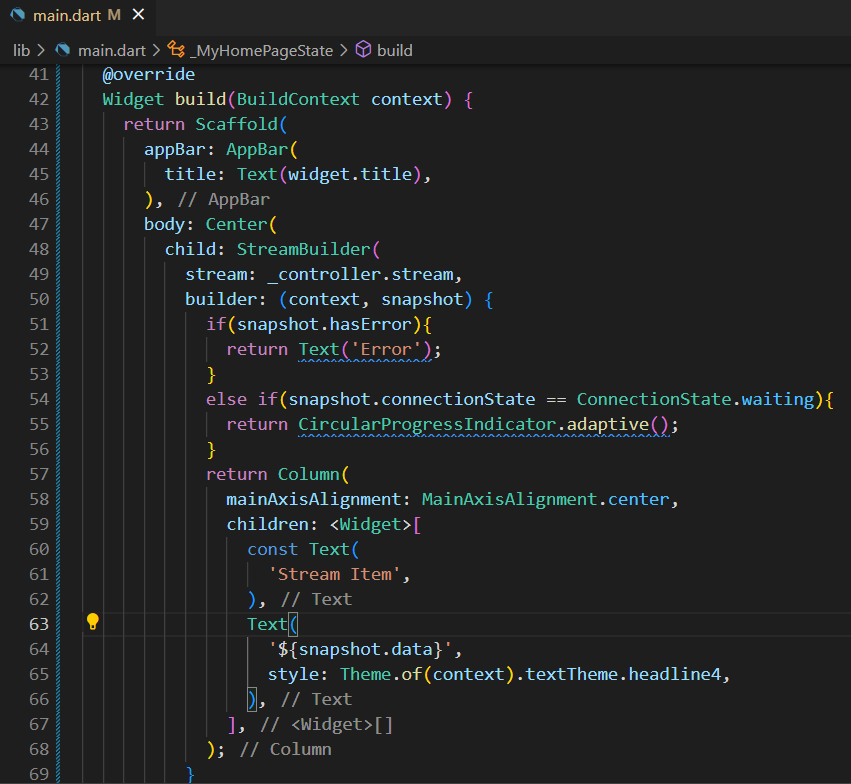 main.dart M ✕
lib > main.dart > _MyHomePageState > build
41 @override
42 Widget build(BuildContext context) {
43 return Scaffold(
44 appBar: AppBar(
45 title: Text(widget.title),
46 ), // AppBar
47 body: Center(
48 child: StreamBuilder(
49 stream: _controller.stream,
50 builder: (context, snapshot) {
51 if(snapshot.hasError){
52 return Text('Error');
53 }
54 else if(snapshot.connectionState == ConnectionState.waiting){
55 return CircularProgressIndicator.adaptive();
56 }
57 return Column(
58 mainAxisAlignment: MainAxisAlignment.center,
59 children: <Widget>[
60 const Text(
61 'Stream Item',
62 ), // Text
63 Text(
64 '${snapshot.data}',
65 style: Theme.of(context).textTheme.headline4,
66 ), // Text
67 ], // <Widget>[]
68 ); // Column
69 }